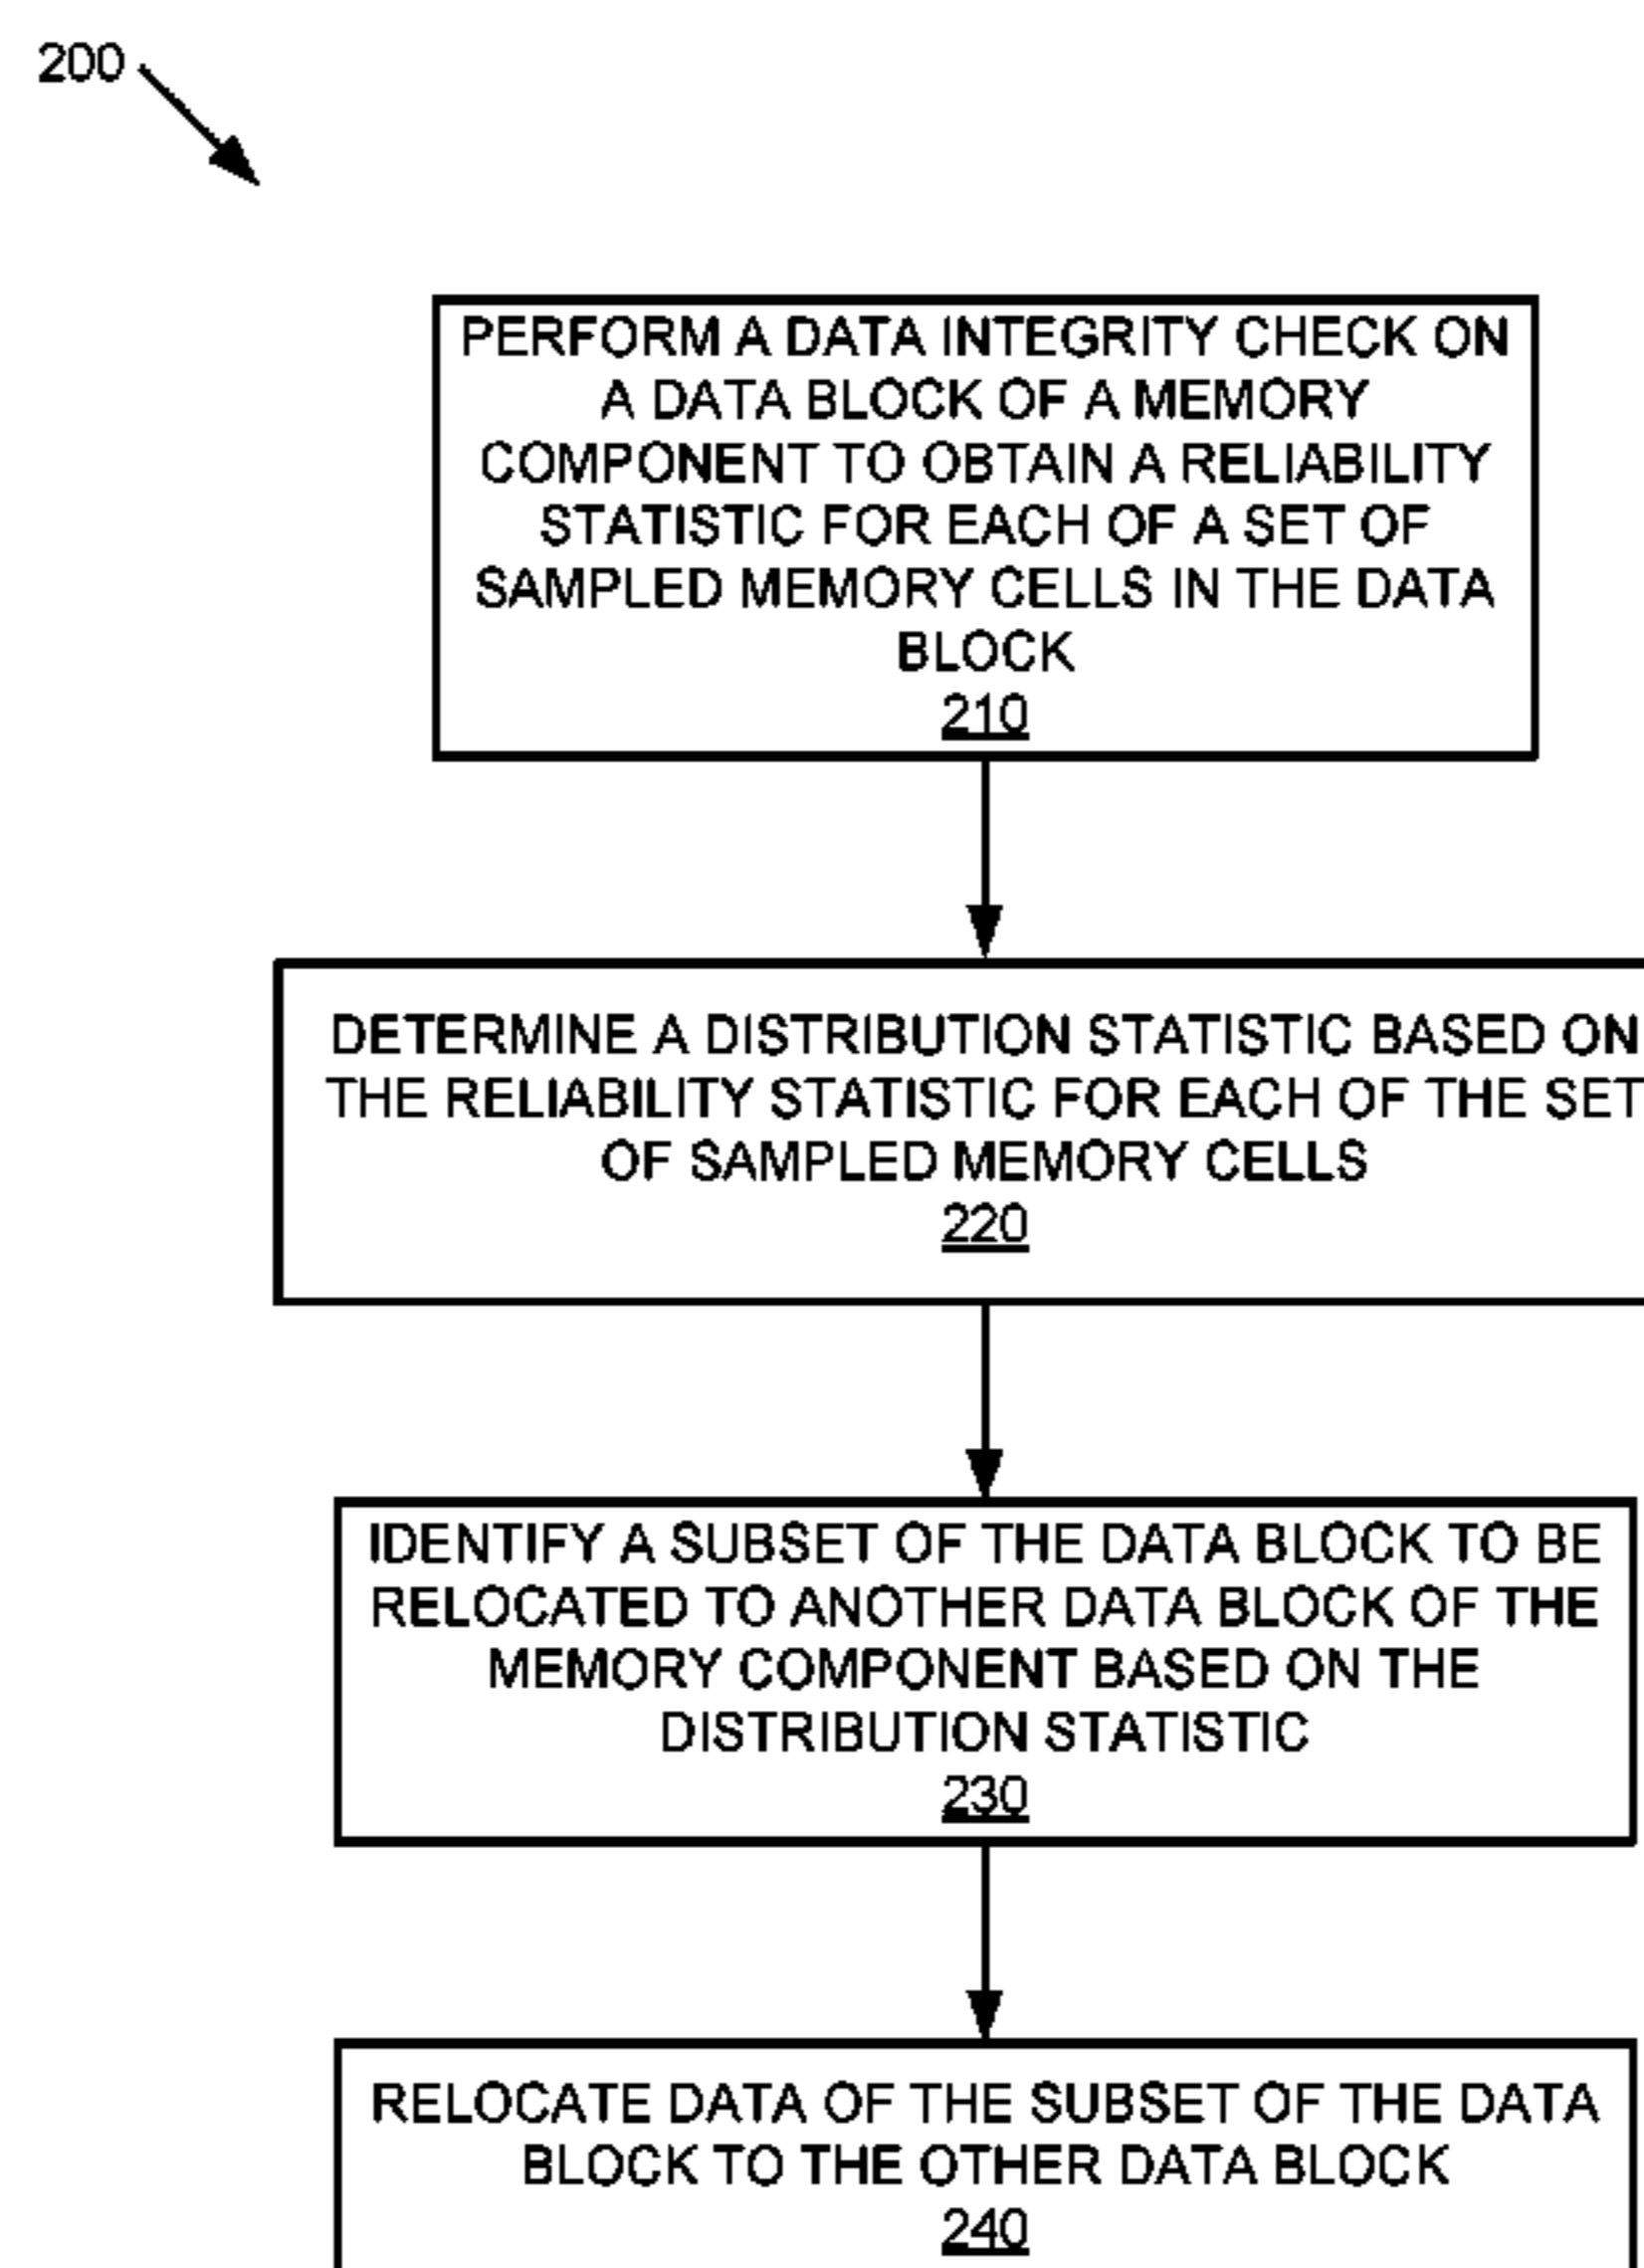 200
PERFORM A DATA INTEGRITY CHECK ON
A DATA BLOCK OF A MEMORY
COMPONENT TO OBTAIN A RELIABILITY
STATISTIC FOR EACH OF A SET OF
SAMPLED MEMORY CELLS IN THE DATA
BLOCK
210
DETERMINE A DISTRIBUTION STATISTIC BASED ON
THE RELIABILITY STATISTIC FOR EACH OF THE SET
OF SAMPLED MEMORY CELLS
220
IDENTIFY A SUBSET OF THE DATA BLOCK TO BE
RELOCATED TO ANOTHER DATA BLOCK OF THE
MEMORY COMPONENT BASED ON THE
DISTRIBUTION STATISTIC
230
RELOCATE DATA OF THE SUBSET OF THE DATA
BLOCK TO THE OTHER DATA BLOCK
240